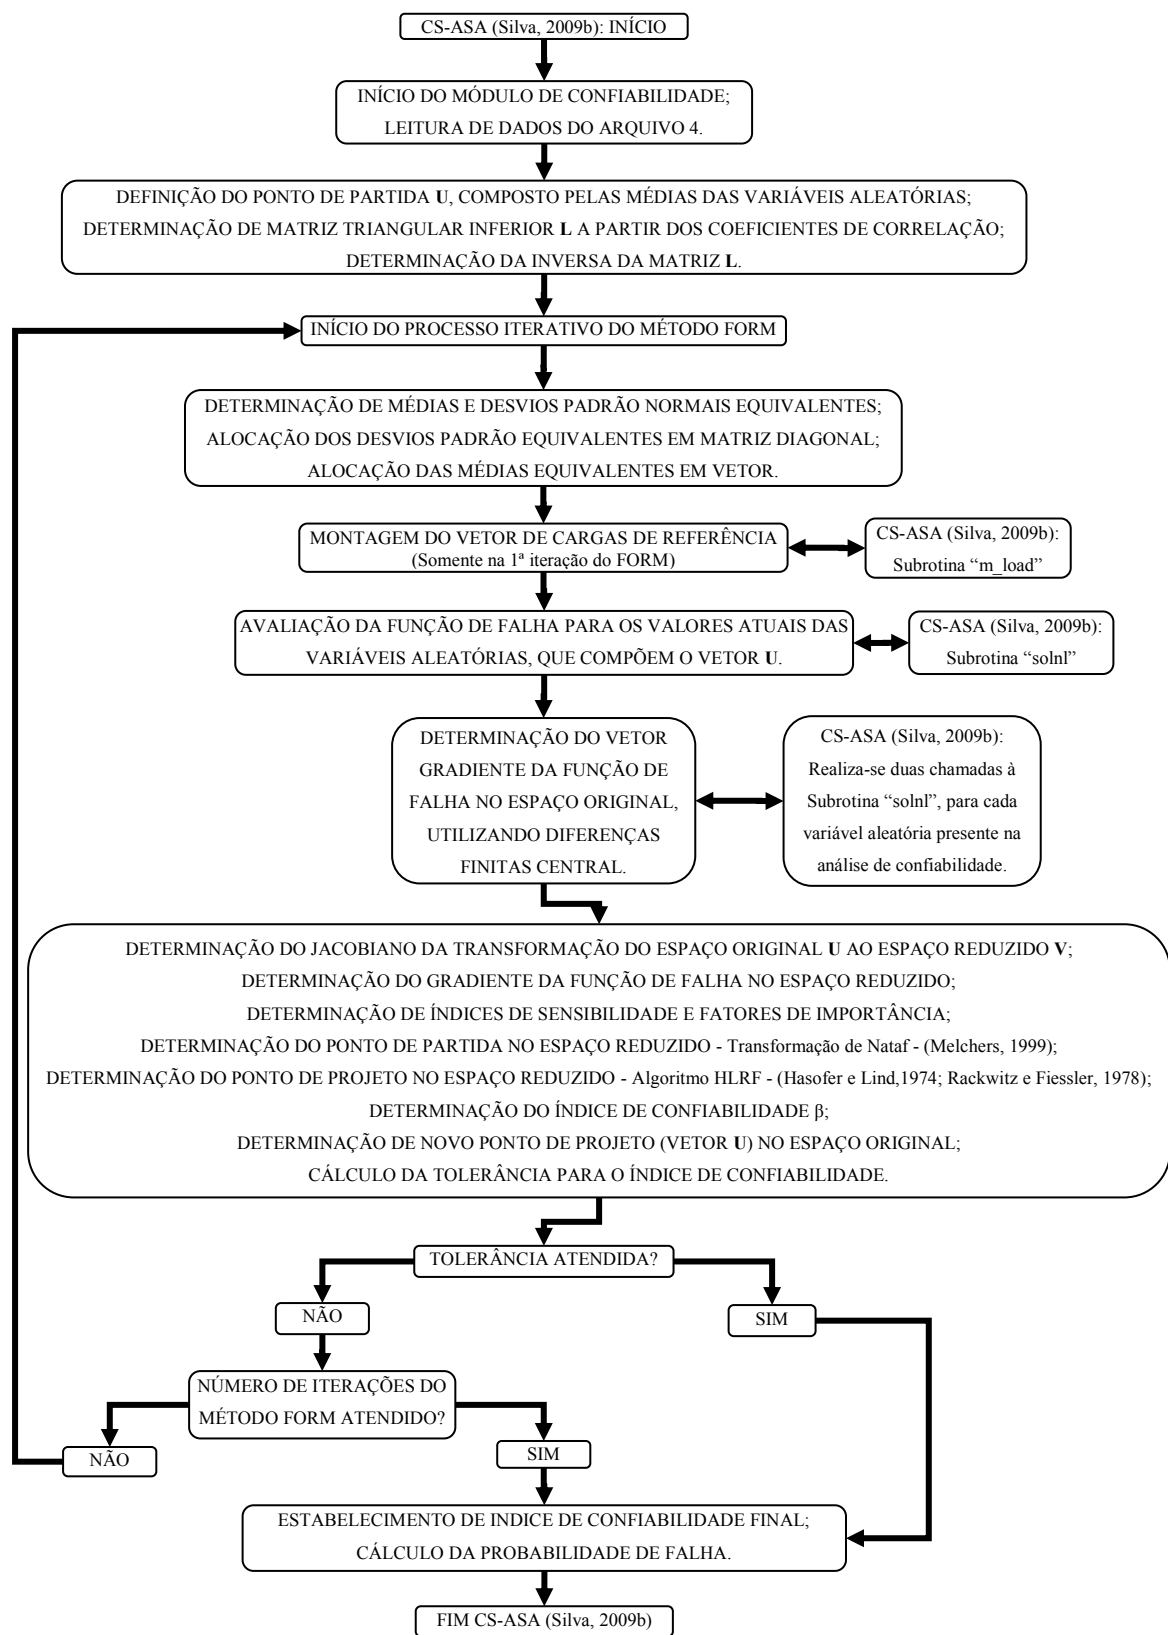 CS-ASA (Silva, 2009b): INÍCIO
INÍCIO DO MÓDULO DE CONFIABILIDADE;
LEITURA DE DADOS DO ARQUIVO 4.
DEFINIÇÃO DO PONTO DE PARTIDA U, COMPOSTO PELAS MÉDIAS DAS VARIÁVEIS ALEATÓRIAS;
DETERMINAÇÃO DE MATRIZ TRIANGULAR INFERIOR L A PARTIR DOS COEFICIENTES DE CORRELAÇÃO;
DETERMINAÇÃO DA INVERSA DA MATRIZ L.
INÍCIO DO PROCESSO ITERATIVO DO MÉTODO FORM
DETERMINAÇÃO DE MÉDIAS E DESVIOS PADRÃO NORMAIS EQUIVALENTES;
ALOCAÇÃO DOS DESVIOS PADRÃO EQUIVALENTES EM MATRIZ DIAGONAL;
ALOCAÇÃO DAS MÉDIAS EQUIVALENTES EM VETOR.
MONTAGEM DO VETOR DE CARGAS DE REFERÊNCIA
(Somente na 1ª iteração do FORM)
CS-ASA (Silva, 2009b):
Subrotina “m_load”
AVALIAÇÃO DA FUNÇÃO DE FALHA PARA OS VALORES ATUAIS DAS
VARIÁVEIS ALEATÓRIAS, QUE COMPÕEM O VETOR U.
CS-ASA (Silva, 2009b):
Subrotina “solnl”
DETERMINAÇÃO DO VETOR
GRADIENTE DA FUNÇÃO DE
FALHA NO ESPAÇO ORIGINAL,
UTILIZANDO DIFERENÇAS
FINITAS CENTRAL.
CS-ASA (Silva, 2009b):
Realiza-se duas chamadas à
Subrotina “solnl”, para cada
variável aleatória presente na
análise de confiabilidade.
DETERMINAÇÃO DO JACOBIANO DA TRANSFORMAÇÃO DO ESPAÇO ORIGINAL U AO ESPAÇO REDUZIDO V;
DETERMINAÇÃO DO GRADIENTE DA FUNÇÃO DE FALHA NO ESPAÇO REDUZIDO;
DETERMINAÇÃO DE ÍNDICES DE SENSIBILIDADE E FATORES DE IMPORTÂNCIA;
DETERMINAÇÃO DO PONTO DE PARTIDA NO ESPAÇO REDUZIDO - Transformação de Nataf - (Melchers, 1999);
DETERMINAÇÃO DO PONTO DE PROJETO NO ESPAÇO REDUZIDO - Algoritmo HLRF - (Hasofer e Lind,1974; Rackwitz e Fiessler, 1978);
DETERMINAÇÃO DO ÍNDICE DE CONFIABILIDADE β;
DETERMINAÇÃO DE NOVO PONTO DE PROJETO (VETOR U) NO ESPAÇO ORIGINAL;
CÁLCULO DA TOLERÂNCIA PARA O ÍNDICE DE CONFIABILIDADE.
TOLERÂNCIA ATENDIDA?
NÃO
SIM
NÚMERO DE ITERAÇÕES DO
MÉTODO FORM ATENDIDO?
NÃO
SIM
ESTABELECIMENTO DE INDICE DE CONFIABILIDADE FINAL;
CÁLCULO DA PROBABILIDADE DE FALHA.
FIM CS-ASA (Silva, 2009b)